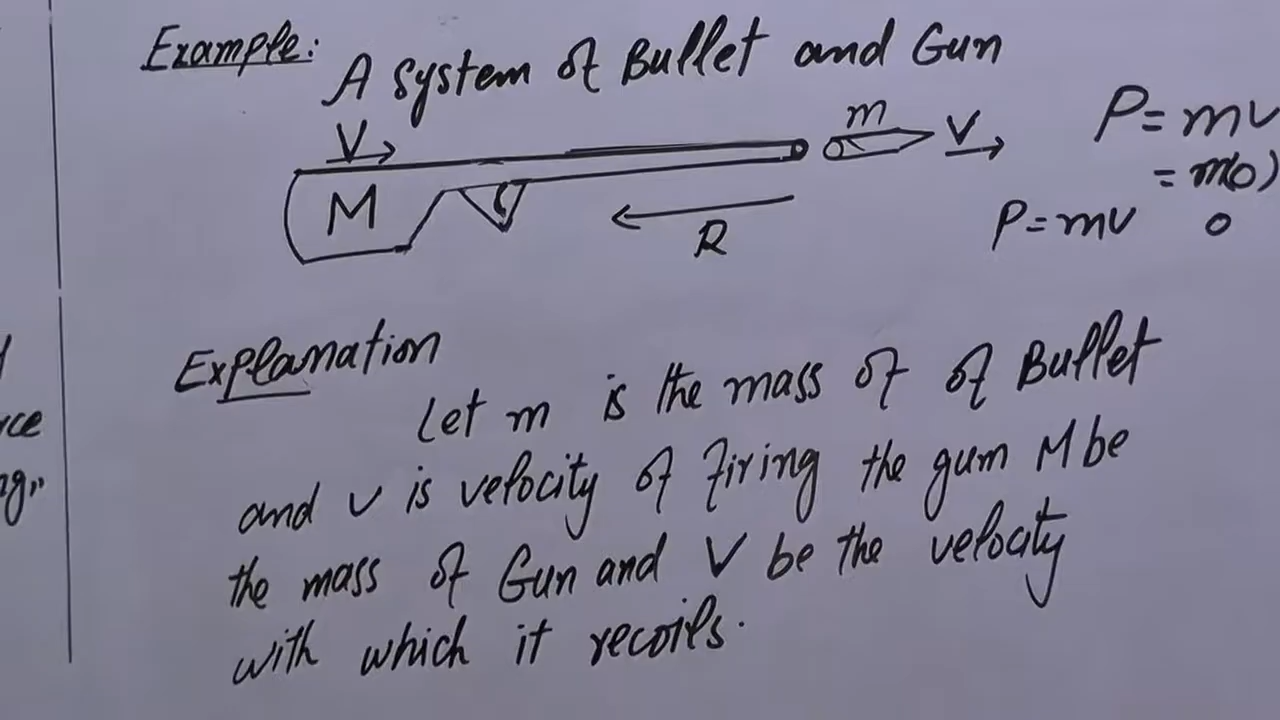 Example:
A System of Bullet and Gun
V
m
V
P = mv
= m(0)
M
R
P = mv
0
Explanation
Let m is the mass of of Bullet
and v is velocity of firing the gum M be
the mass of Gun and V be the velocity
with which it recoils.